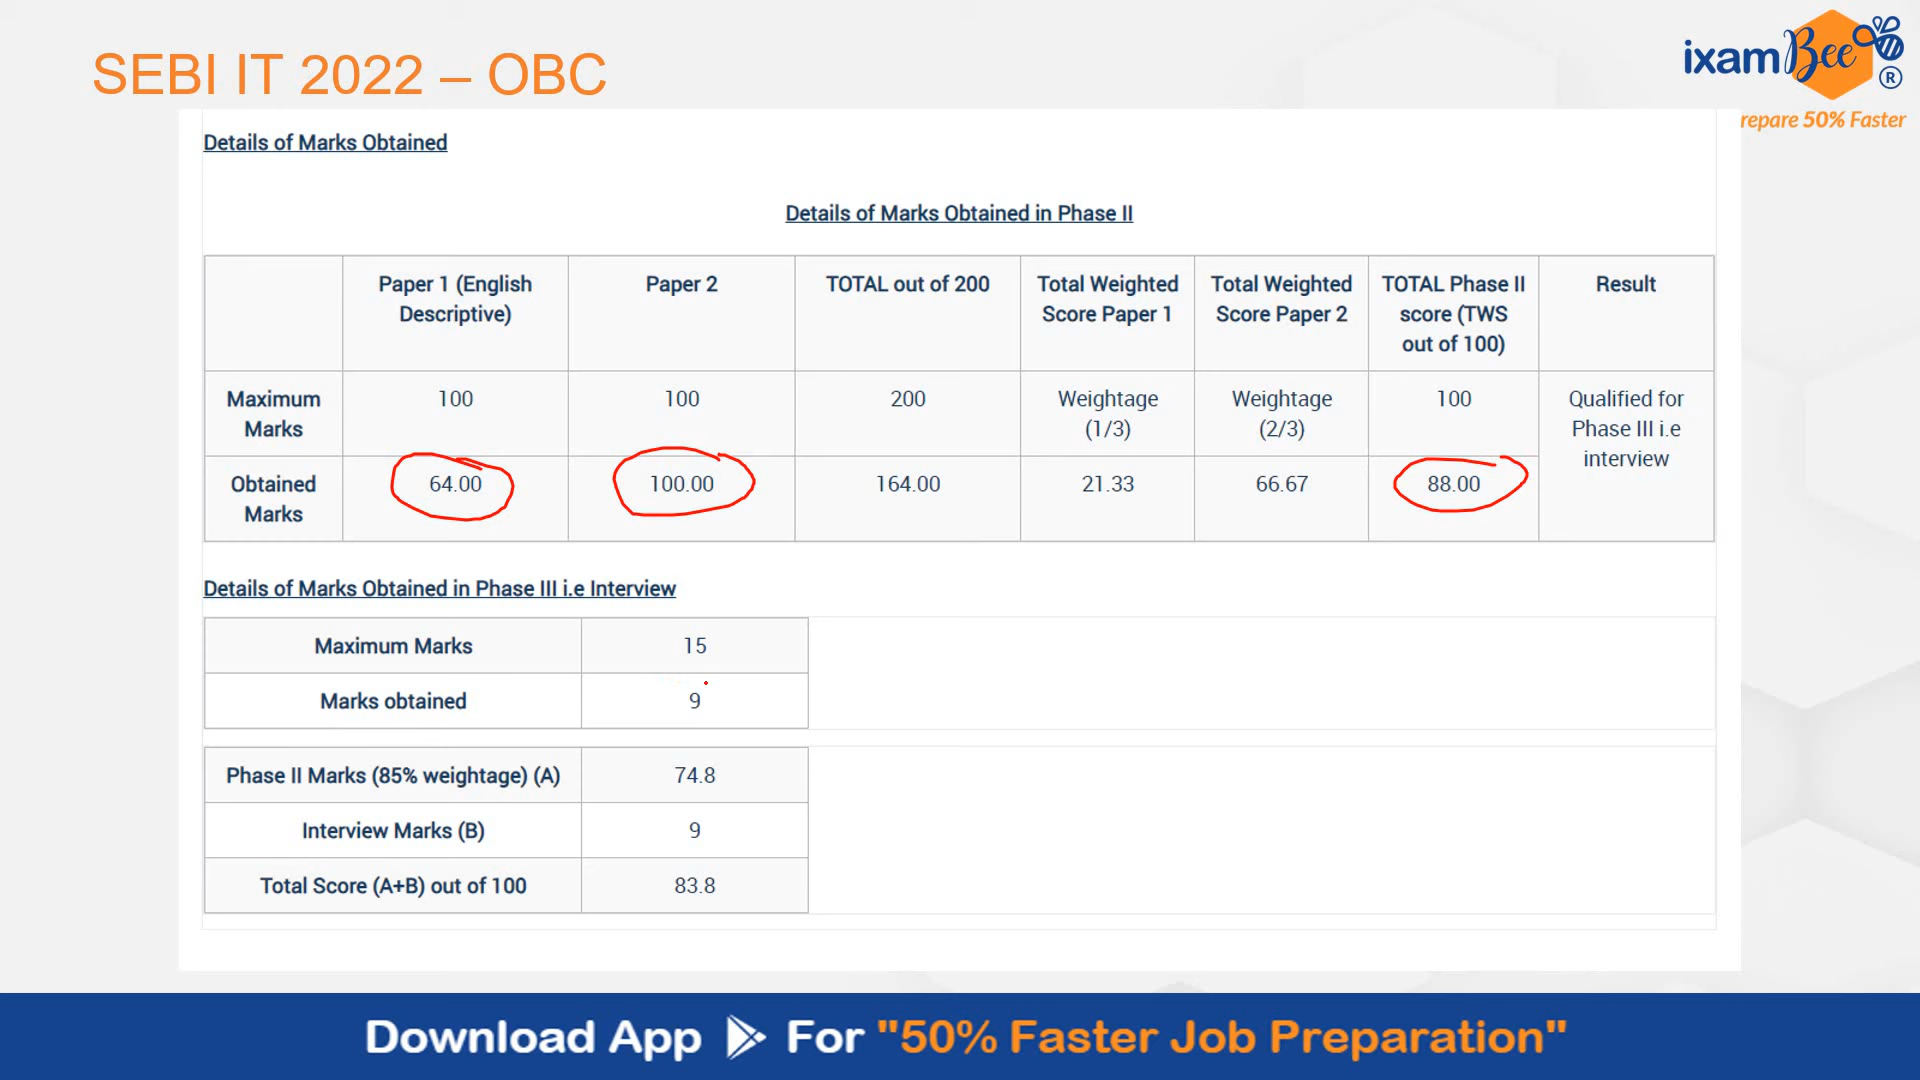 SEBI IT 2022 – OBC
ixamBee®
repare 50% Faster
Details of Marks Obtained
Details of Marks Obtained in Phase II
Paper 1 (English Descriptive) Paper 2 TOTAL out of 200 Total Weighted Score Paper 1 Total Weighted Score Paper 2 TOTAL Phase II score (TWS out of 100) Result
Maximum Marks 100 100 200 Weightage (1/3) Weightage (2/3) 100 Qualified for Phase III i.e interview
Obtained Marks 64.00 100.00 164.00 21.33 66.67 88.00
Details of Marks Obtained in Phase III i.e Interview
Maximum Marks 15
Marks obtained 9
Phase II Marks (85% weightage) (A) 74.8
Interview Marks (B) 9
Total Score (A+B) out of 100 83.8
Download App For "50% Faster Job Preparation"